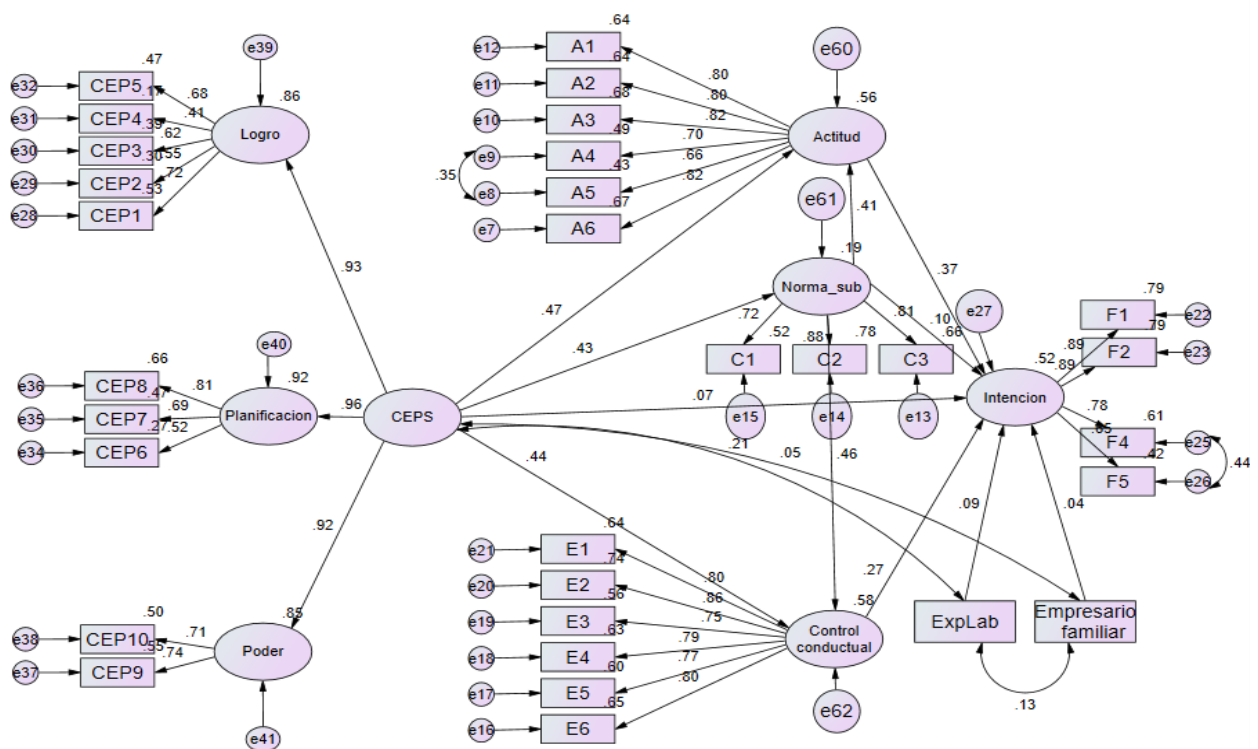 e39
.47
.86
e32 CEP5
.17 .68
e31 CEP4
.41
.39
Logro
e30 CEP3 .62
.30 .55
e29 CEP2 .72
.53
e28 CEP1
.93
.64
e12 A1
.64
.80
e11 A2
.68 .80
e10 A3 .82
.49
.70
e9 A4
.43 .66
.35
e8 A5 .82
.67
e7 A6
e60
.56
Actitud
.41
.37
.47
e61
.19
Norma_sub
.43
.72 .52 .88 .78 .81 .10
.66
C1 C2 C3
e15 e14 e13
e27
.52
Intencion
.79
F1 e22
.79
.89 F2 e23
.89
.78 .61
F4 e25
.65 .42
F5 e26
.44
e40
.66
.92
e36 CEP8 .81
.47
e35 CEP7 .69
.27 .52
e34 CEP6
Planificacion
.96
CEPS
.07
.21
.05
.46
.44
.92
.09
.04
.50
.85
e38 CEP10 .71
.55
e37 CEP9 .74
Poder
e41
.64
e21 E1
.74
.80
e20 E2
.56 .86
e19 E3 .75
.63
.79
e18 E4
.60 .77
e17 E5 .80
.65
e16 E6
.27
.58
Control
conductual
e62
ExpLab
Empresario
familiar
.13